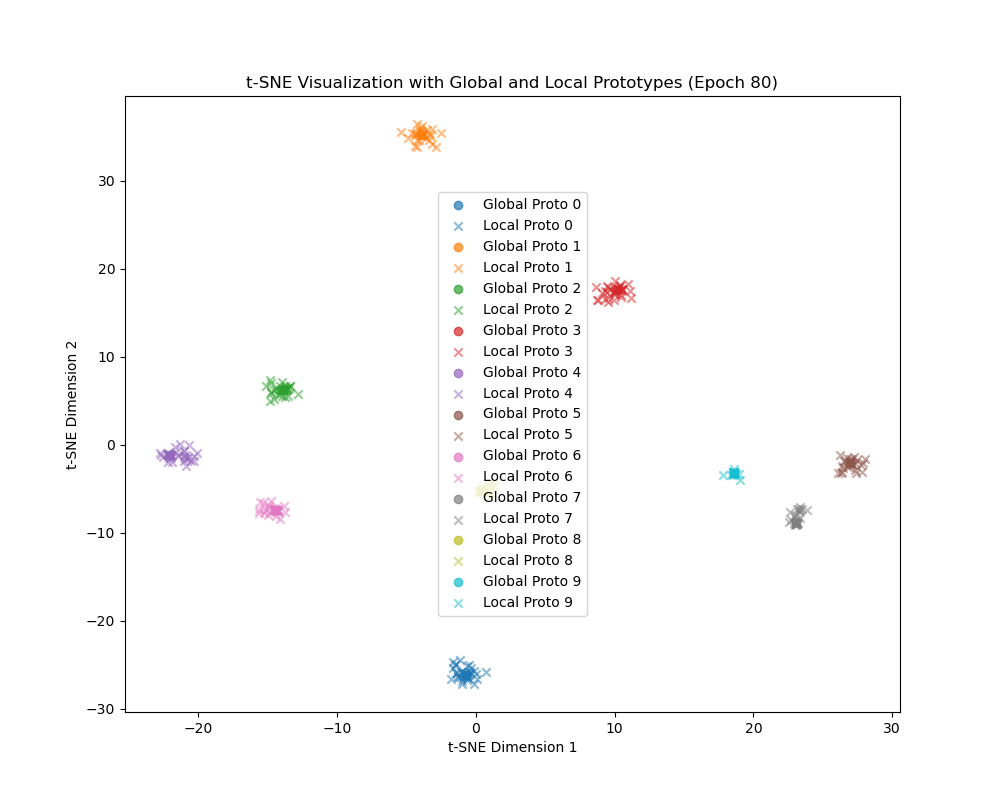 t-SNE Visualization with Global and Local Prototypes (Epoch 80)
t-SNE Dimension 2
30
20
10
0
−10
−20
−30
Global Proto 0
Local Proto 0
Global Proto 1
Local Proto 1
Global Proto 2
Local Proto 2
Global Proto 3
Local Proto 3
Global Proto 4
Local Proto 4
Global Proto 5
Local Proto 5
Global Proto 6
Local Proto 6
Global Proto 7
Local Proto 7
Global Proto 8
Local Proto 8
Global Proto 9
Local Proto 9
−20 −10 0 10 20 30
t-SNE Dimension 1